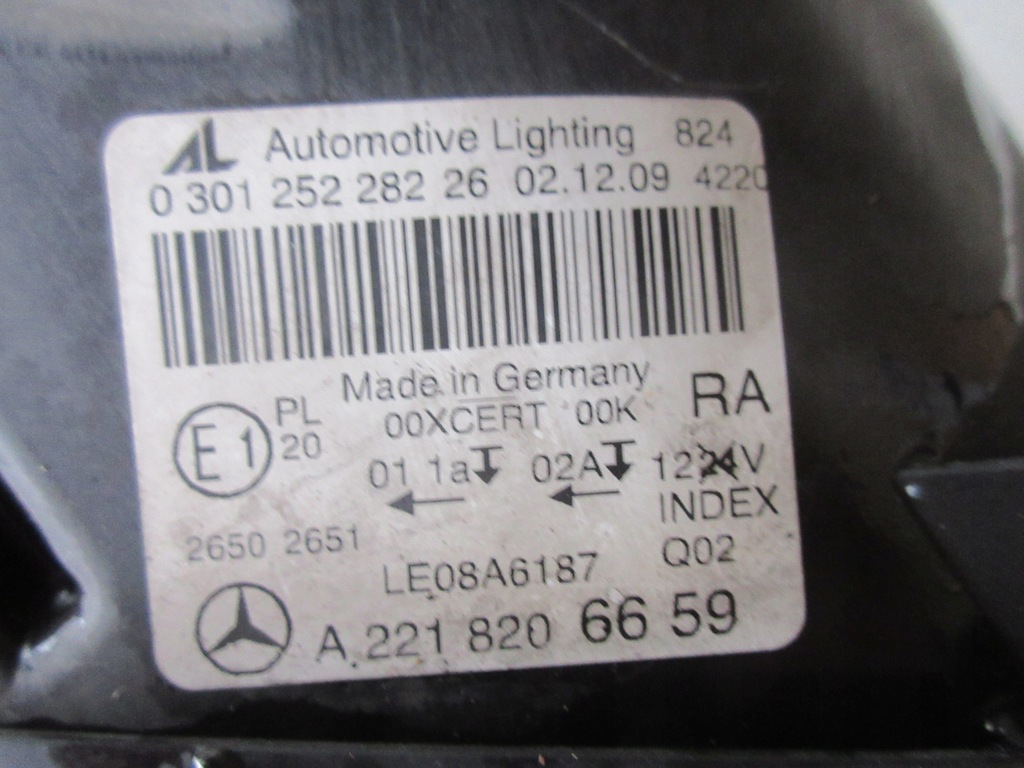 AL Automotive Lighting 824
0 301 252 282 26 02.12.09 4220
Made in Germany RA
E1 PL 00XCERT 00K
20 01 1a 02A 1224V
INDEX
2650 2651 Q02
LE08A6187
A 221 820 66 59